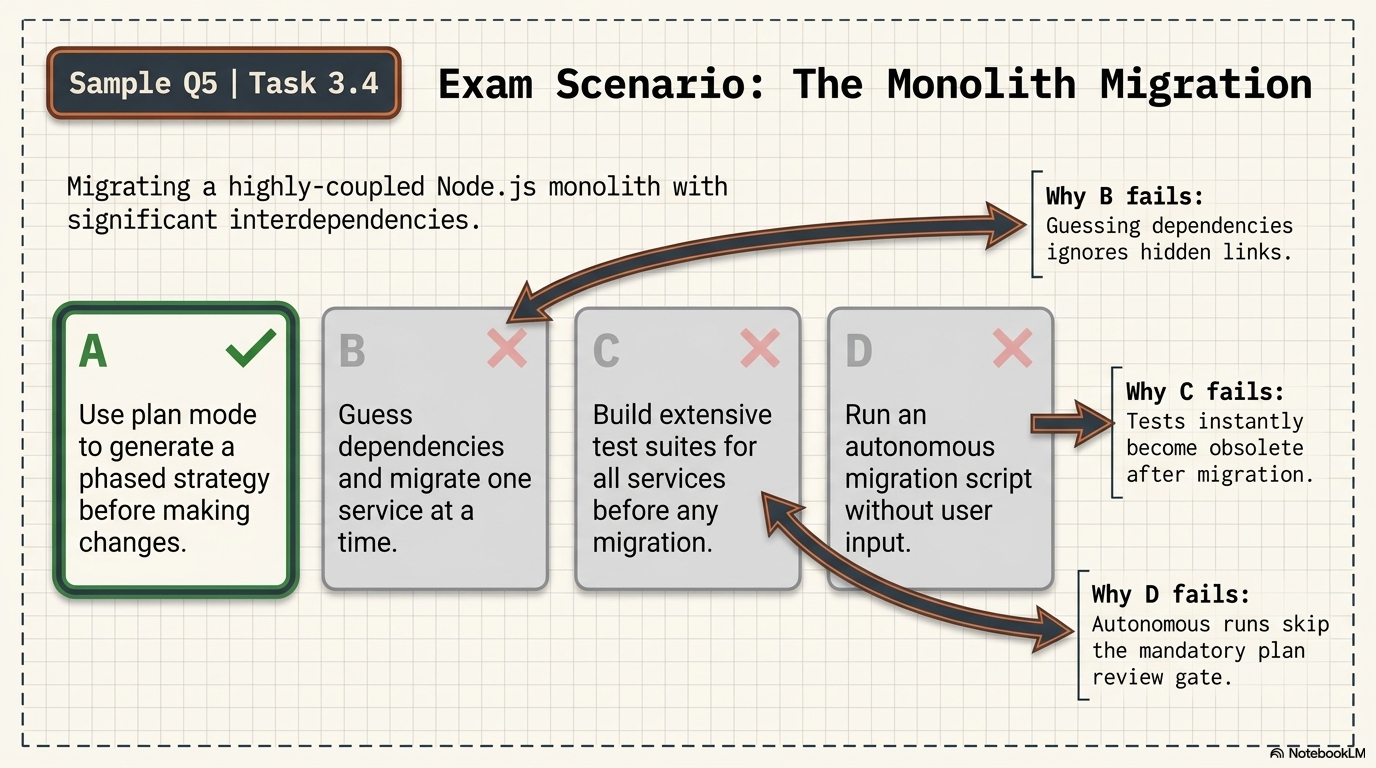 Sample Q5 | Task 3.4
Exam Scenario: The Monolith Migration
Migrating a highly-coupled Node.js monolith with
significant interdependencies.
A
Use plan mode
to generate a
phased strategy
before making
changes.
B
Guess
dependencies
and migrate one
service at a
time.
C
Build extensive
test suites for
all services
before any
migration.
D
Run an
autonomous
migration script
without user
input.
Why B fails:
Guessing dependencies
ignores hidden links.
Why C fails:
Tests instantly
become obsolete
after migration.
Why D fails:
Autonomous runs skip
the mandatory plan
review gate.
NotebookLM